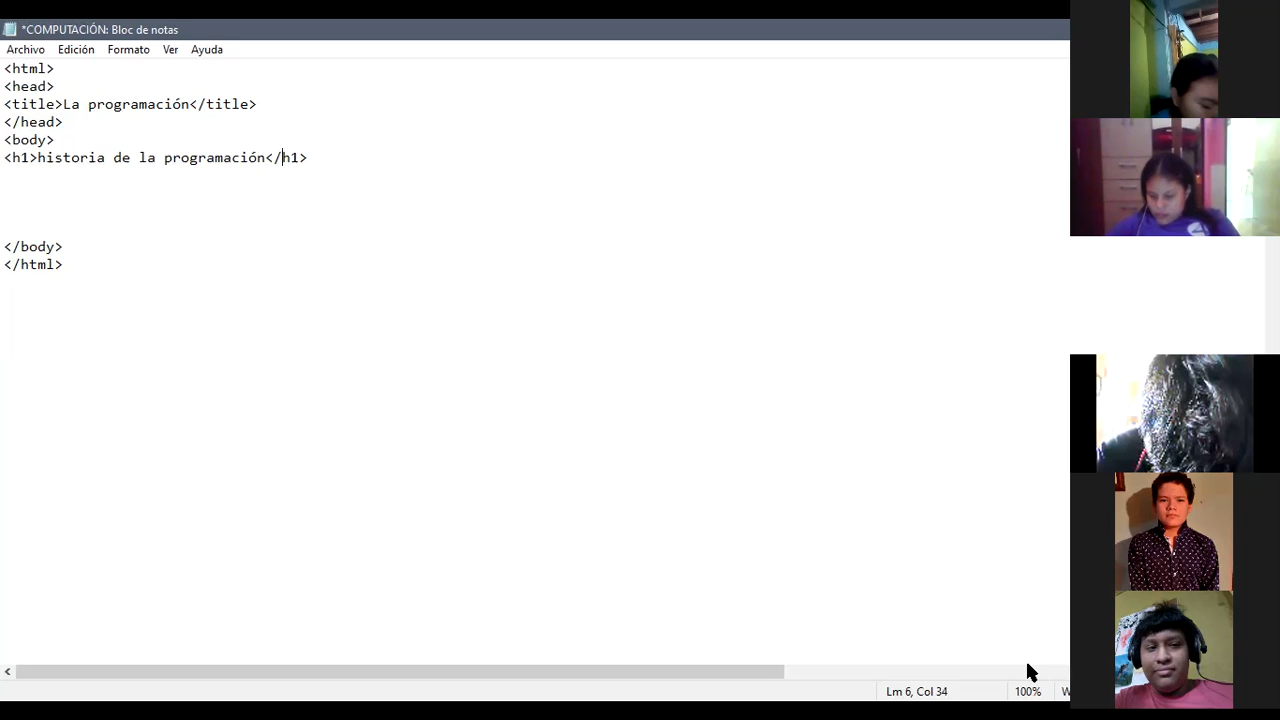 *COMPUTACIÓN: Bloc de notas
Archivo Edición Formato Ver Ayuda
<html>
<head>
<title>La programación</title>
</head>
<body>
<h1>historia de la programación</h1>
</body>
</html>
Lm 6, Col 34 100% W